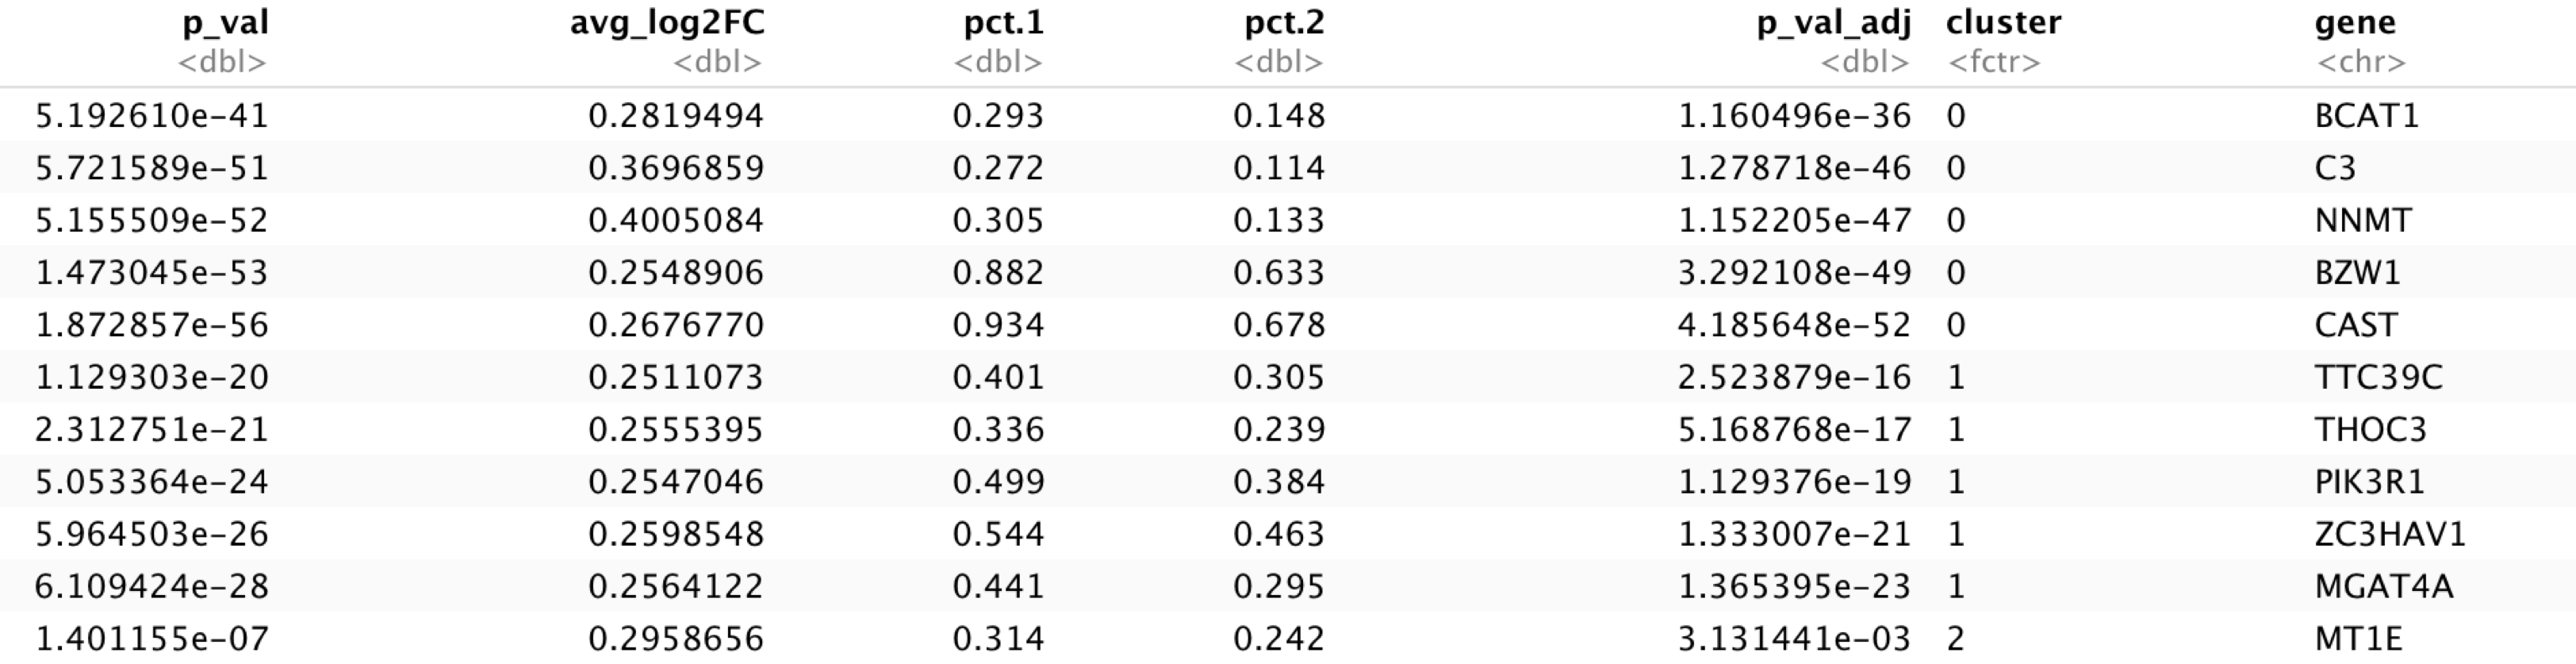 p_val avg_log2FC pct.1 pct.2 p_val_adj cluster gene
<dbl> <dbl> <dbl> <dbl> <dbl> <fctr> <chr>
5.192610e−41 0.2819494 0.293 0.148 1.160496e−36 0 BCAT1
5.721589e−51 0.3696859 0.272 0.114 1.278718e−46 0 C3
5.155509e−52 0.4005084 0.305 0.133 1.152205e−47 0 NNMT
1.473045e−53 0.2548906 0.882 0.633 3.292108e−49 0 BZW1
1.872857e−56 0.2676770 0.934 0.678 4.185648e−52 0 CAST
1.129303e−20 0.2511073 0.401 0.305 2.523879e−16 1 TTC39C
2.312751e−21 0.2555395 0.336 0.239 5.168768e−17 1 THOC3
5.053364e−24 0.2547046 0.499 0.384 1.129376e−19 1 PIK3R1
5.964503e−26 0.2598548 0.544 0.463 1.333007e−21 1 ZC3HAV1
6.109424e−28 0.2564122 0.441 0.295 1.365395e−23 1 MGAT4A
1.401155e−07 0.2958656 0.314 0.242 3.131441e−03 2 MT1E